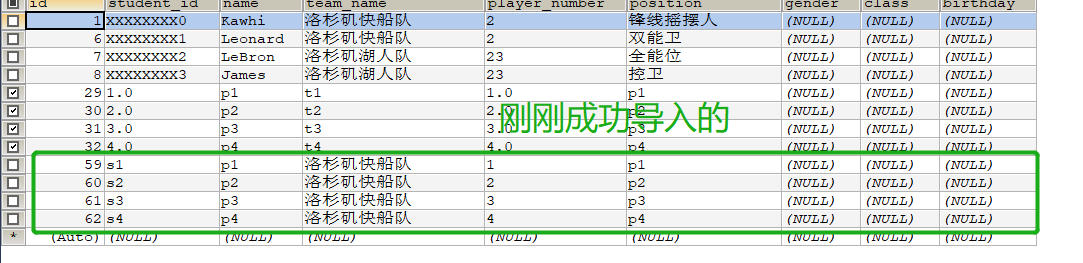 id student_id name team_name player_number position gender class birthday
1 XXXXXXXX0 Kawhi 洛杉矶快船队 2 锋线摇摆人 (NULL) (NULL) (NULL)
6 XXXXXXXX1 Leonard 洛杉矶快船队 2 双能卫 (NULL) (NULL) (NULL)
7 XXXXXXXX2 LeBron 洛杉矶湖人队 23 全能位 (NULL) (NULL) (NULL)
8 XXXXXXXX3 James 洛杉矶湖人队 23 控卫 (NULL) (NULL) (NULL)
29 1.0 p1 t1 1.0 p1 (NULL) (NULL) (NULL)
30 2.0 p2 t2 2.0 p2 (NULL) (NULL) (NULL)
刚刚成功导入的
31 3.0 p3 t3 3.0 p3 (NULL) (NULL) (NULL)
32 4.0 p4 t4 4.0 p4 (NULL) (NULL) (NULL)
59 s1 p1 洛杉矶快船队 1 p1 (NULL) (NULL) (NULL)
60 s2 p2 洛杉矶快船队 2 p2 (NULL) (NULL) (NULL)
61 s3 p3 洛杉矶快船队 3 p3 (NULL) (NULL) (NULL)
62 s4 p4 洛杉矶快船队 4 p4 (NULL) (NULL) (NULL)
* (Auto) (NULL) (NULL) (NULL) (NULL) (NULL) (NULL) (NULL) (NULL)